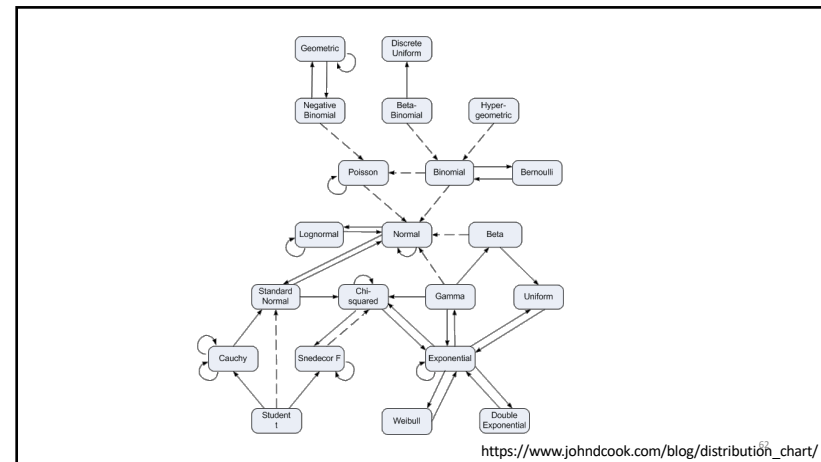 Geometric
Discrete
Uniform
Negative
Binomial
Beta-
Binomial
Hyper-
geometric
Poisson
Binomial
Bernoulli
Lognormal
Normal
Beta
Standard
Normal
Chi-
squared
Gamma
Uniform
Cauchy
Snedecor F
Exponential
Student
t
Weibull
Double
Exponential
62
https://www.johndcook.com/blog/distribution_chart/